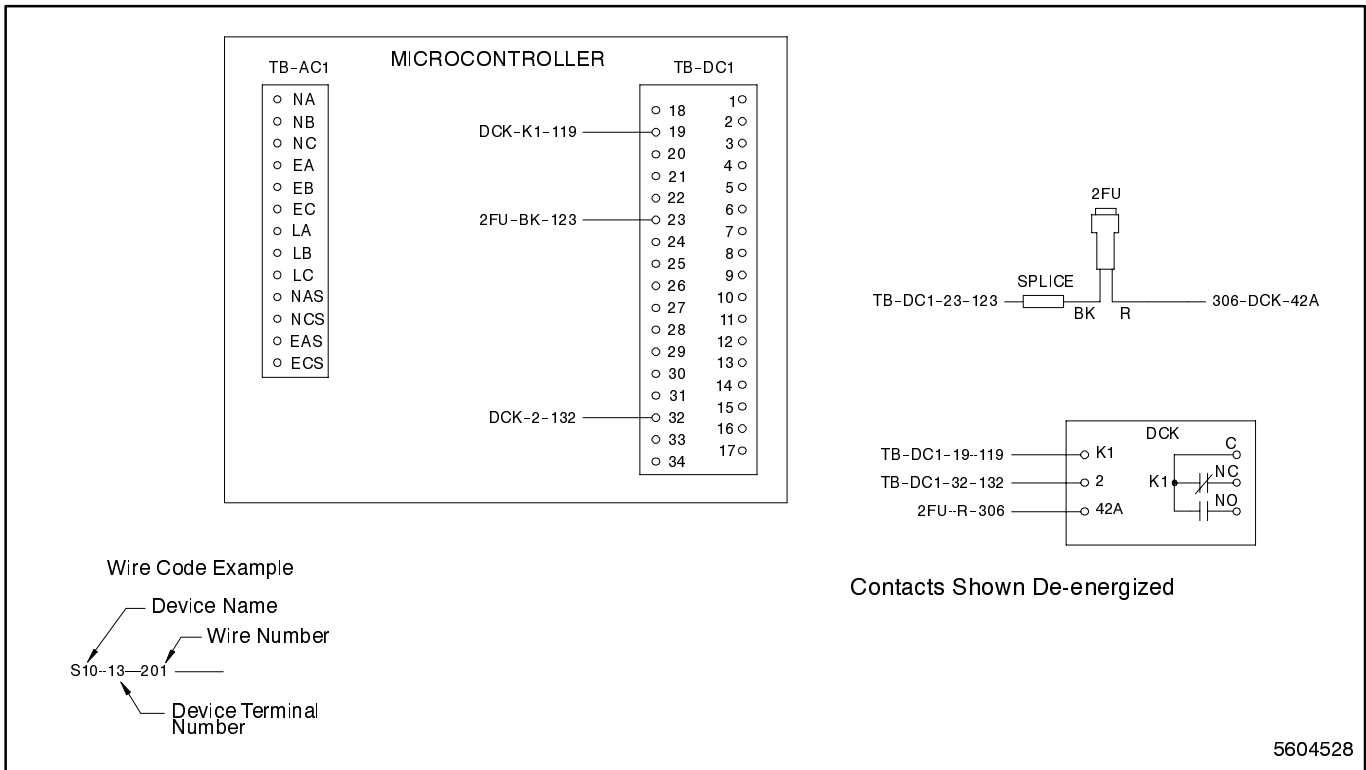 MICROCONTROLLER
TB-AC1
NA
NB
NC
EA
EB
EC
LA
LB
LC
NAS
NCS
EAS
ECS
TB-DC1
18
19
20
21
22
23
24
25
26
27
28
29
30
31
32
33
34
1
2
3
4
5
6
7
8
9
10
11
12
13
14
15
16
17
DCK-K1-119
2FU-BK-123
DCK-2-132
2FU
SPLICE
TB-DC1-23-123
BK
R
306-DCK-42A
DCK
TB-DC1-19--119
K1
TB-DC1-32-132
2
2FU--R-306
42A
K1
C
NC
NO
Contacts Shown De-energized
Wire Code Example
Device Name
Wire Number
S10--13—201
Device Terminal
Number
5604528